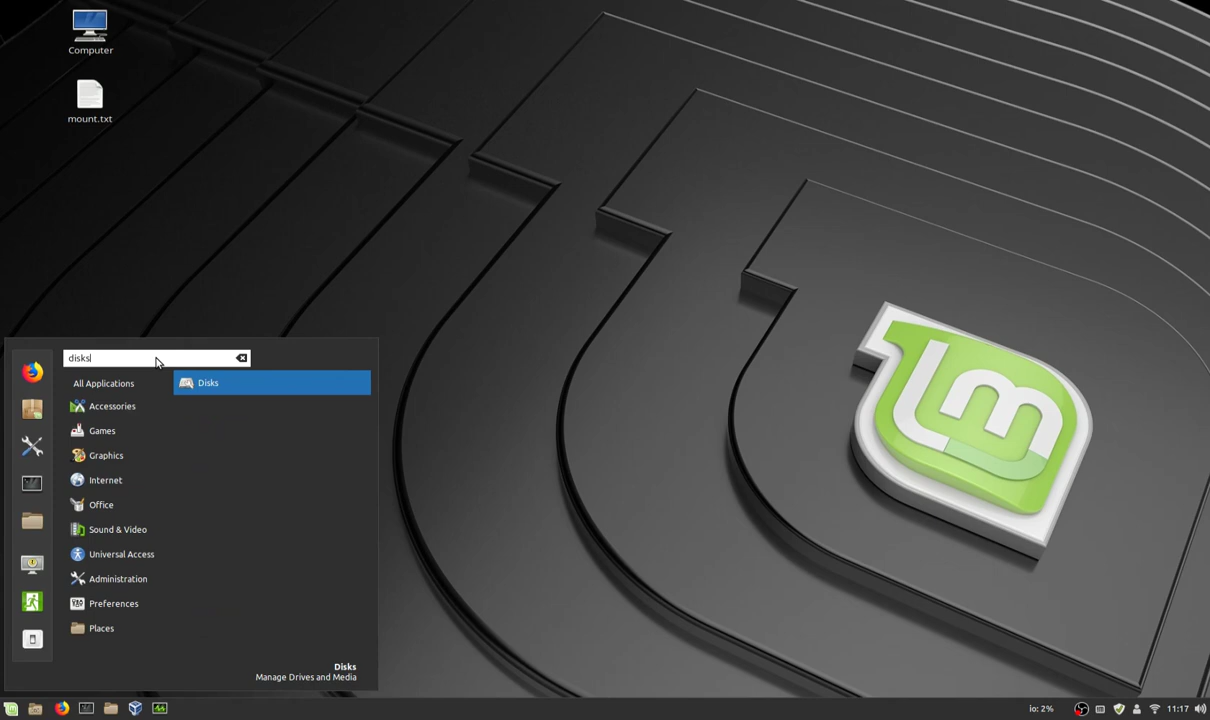 Computer
mount.txt
disks
All Applications
Disks
Accessories
Games
Graphics
Internet
Office
Sound & Video
Universal Access
Administration
Preferences
Places
Disks
Manage Drives and Media
lm
io: 2%
11:17